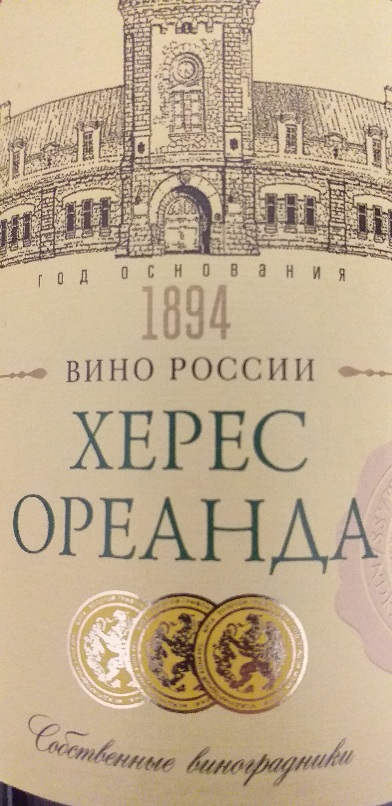 год основания
1894
ВИНО РОССИИ
ХЕРЕС
ОРЕАНДА
Собственные виноградники